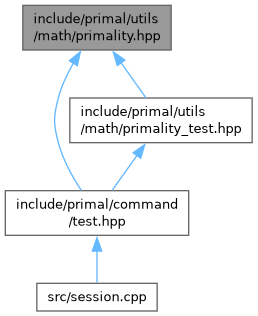 include/primal/utils
/math/primality.hpp
include/primal/utils
/math/primality_test.hpp
include/primal/command
/test.hpp
src/session.cpp